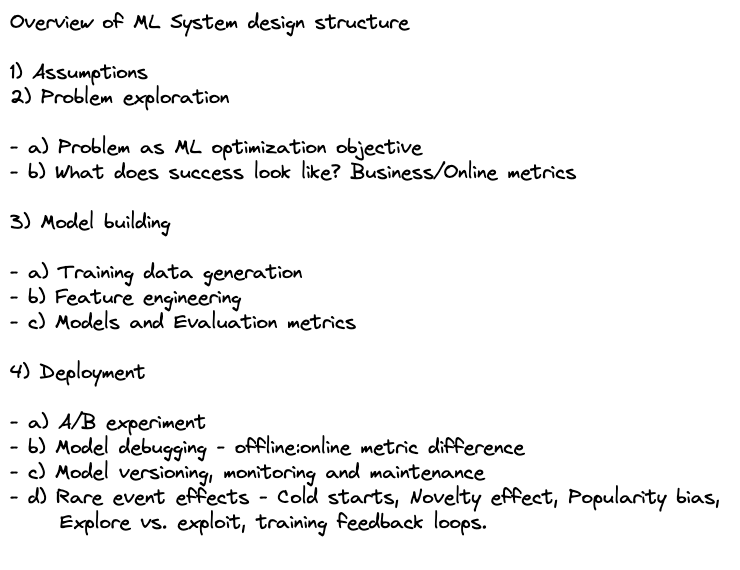 Overview of ML System design structure
1) Assumptions
2) Problem exploration
- a) Problem as ML optimization objective
- b) What does success look like? Business/Online metrics
3) Model building
- a) Training data generation
- b) Feature engineering
- c) Models and Evaluation metrics
4) Deployment
- a) A/B experiment
- b) Model debugging - offline:online metric difference
- c) Model versioning, monitoring and maintenance
- d) Rare event effects - Cold starts, Novelty effect, Popularity bias,
Explore vs. exploit, training feedback loops.